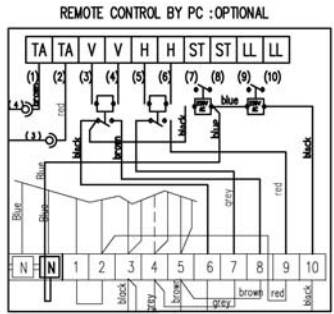 REMOTE CONTROL BY PC :OPTIONAL
TA TA V V H H ST ST LL LL
(1) (2) (3) (4) (5) (6) (7) (8) (9) (10)
brown
(4)
red
blue
(3)
black
brown
black
blue
black
Blue
Blue
Blue
grey
red
N N 1 2 3 4 5 6 7 8 9 10
black
grey
brown
grey
brown
red
black